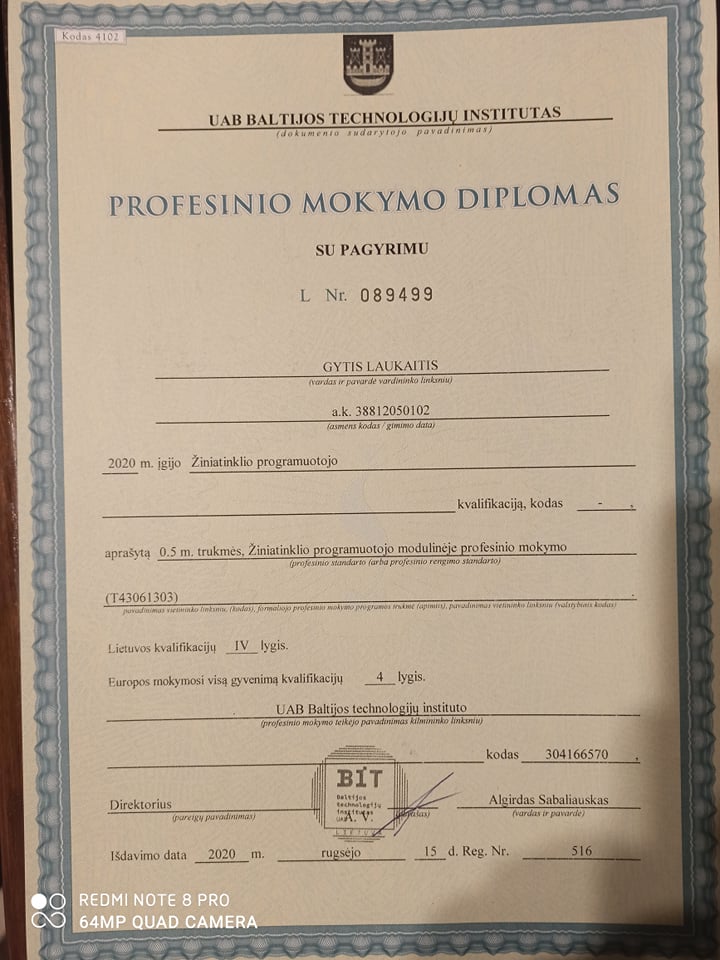 Kodas 4102
UAB BALTIJOS TECHNOLOGIJŲ INSTITUTAS
(dokumento sudarytojo pavadinimas)
PROFESINIO MOKYMO DIPLOMAS
SU PAGYRIMU
L Nr. 089499
GYTIS LAUKAITIS
(vardas ir pavardė vardininko linksniu)
a.k. 38812050102
(asmens kodas / gimimo data)
2020 m. įgijo Žiniatinklio programuotojo
kvalifikaciją, kodas - ,
aprašytą 0.5 m. trukmės, Žiniatinklio programuotojo modulinėje profesinio mokymo
(profesinio standarto (arba profesinio rengimo standarto)
(T43061303) .
pavadinimas vietininko linksniu, (kodas), formaliojo profesinio mokymo programos trukmė (apimtis), pavadinimas vietininko linksniu (valstybinis kodas)
Lietuvos kvalifikacijų IV lygis.
Europos mokymosi visą gyvenimą kvalifikacijų 4 lygis.
UAB Baltijos technologijų instituto
(profesinio mokymo teikėjo pavadinimas kilmininko linksniu)
kodas 304166570 ,
BIT
Baltijos
technologijų
institutas
UAB
A. V.
LIETUVA
Direktorius Algirdas Sabaliauskas
(pareigų pavadinimas) (parašas) (vardas ir pavardė)
Išdavimo data 2020 m. rugsėjo 15 d. Reg. Nr. 516
REDMI NOTE 8 PRO
64MP QUAD CAMERA